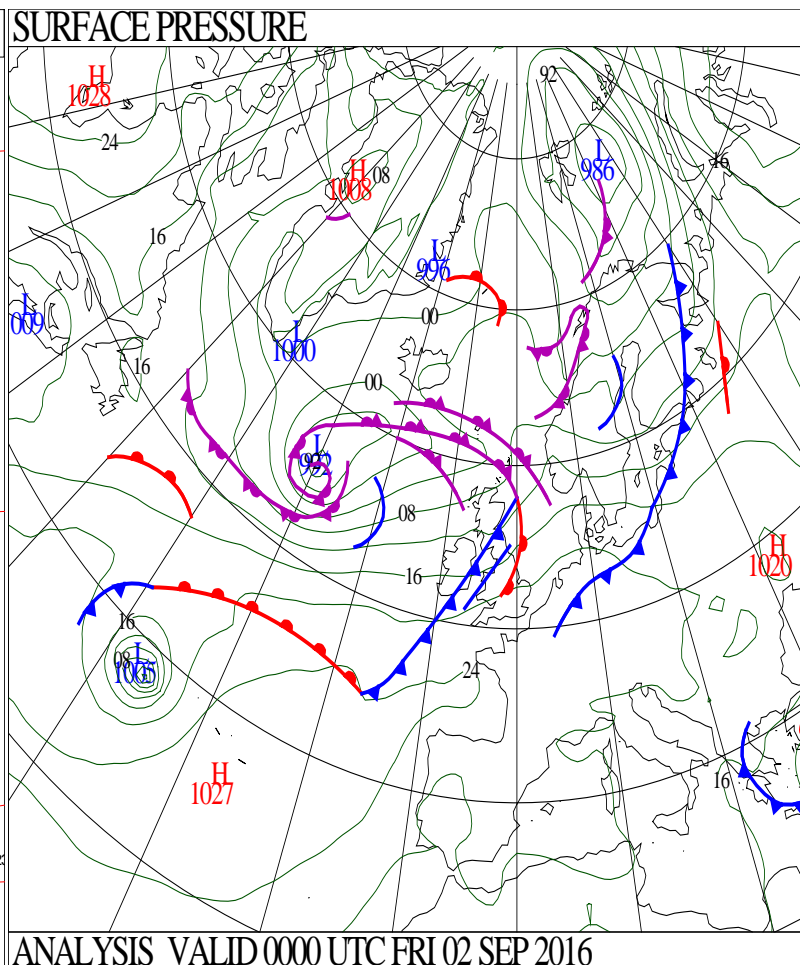 SURFACE PRESSURE
H
1028
92
24
L
986
16
H
1008
08
16
L
996
L
009
00
L
1000
16
00
L
992
08
16
H
1020
16
L
08
1005
24
H
1027
16
ANALYSIS VALID 0000 UTC FRI 02 SEP 2016